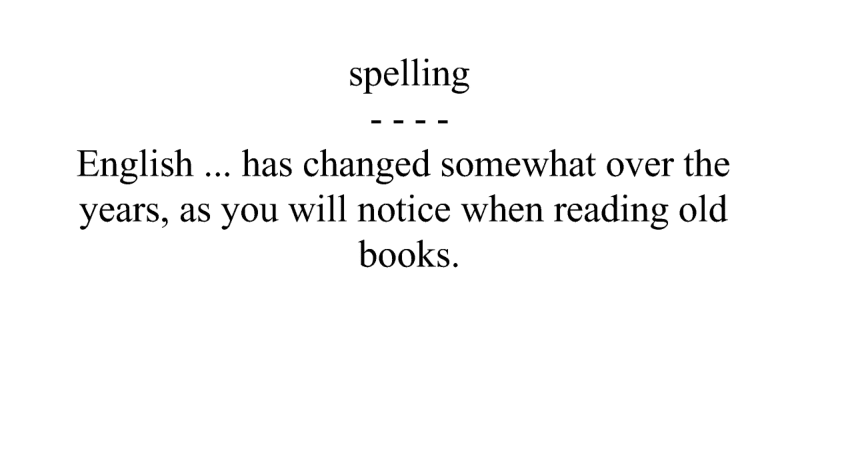 spelling
- - - -
English ... has changed somewhat over the
years, as you will notice when reading old
books.